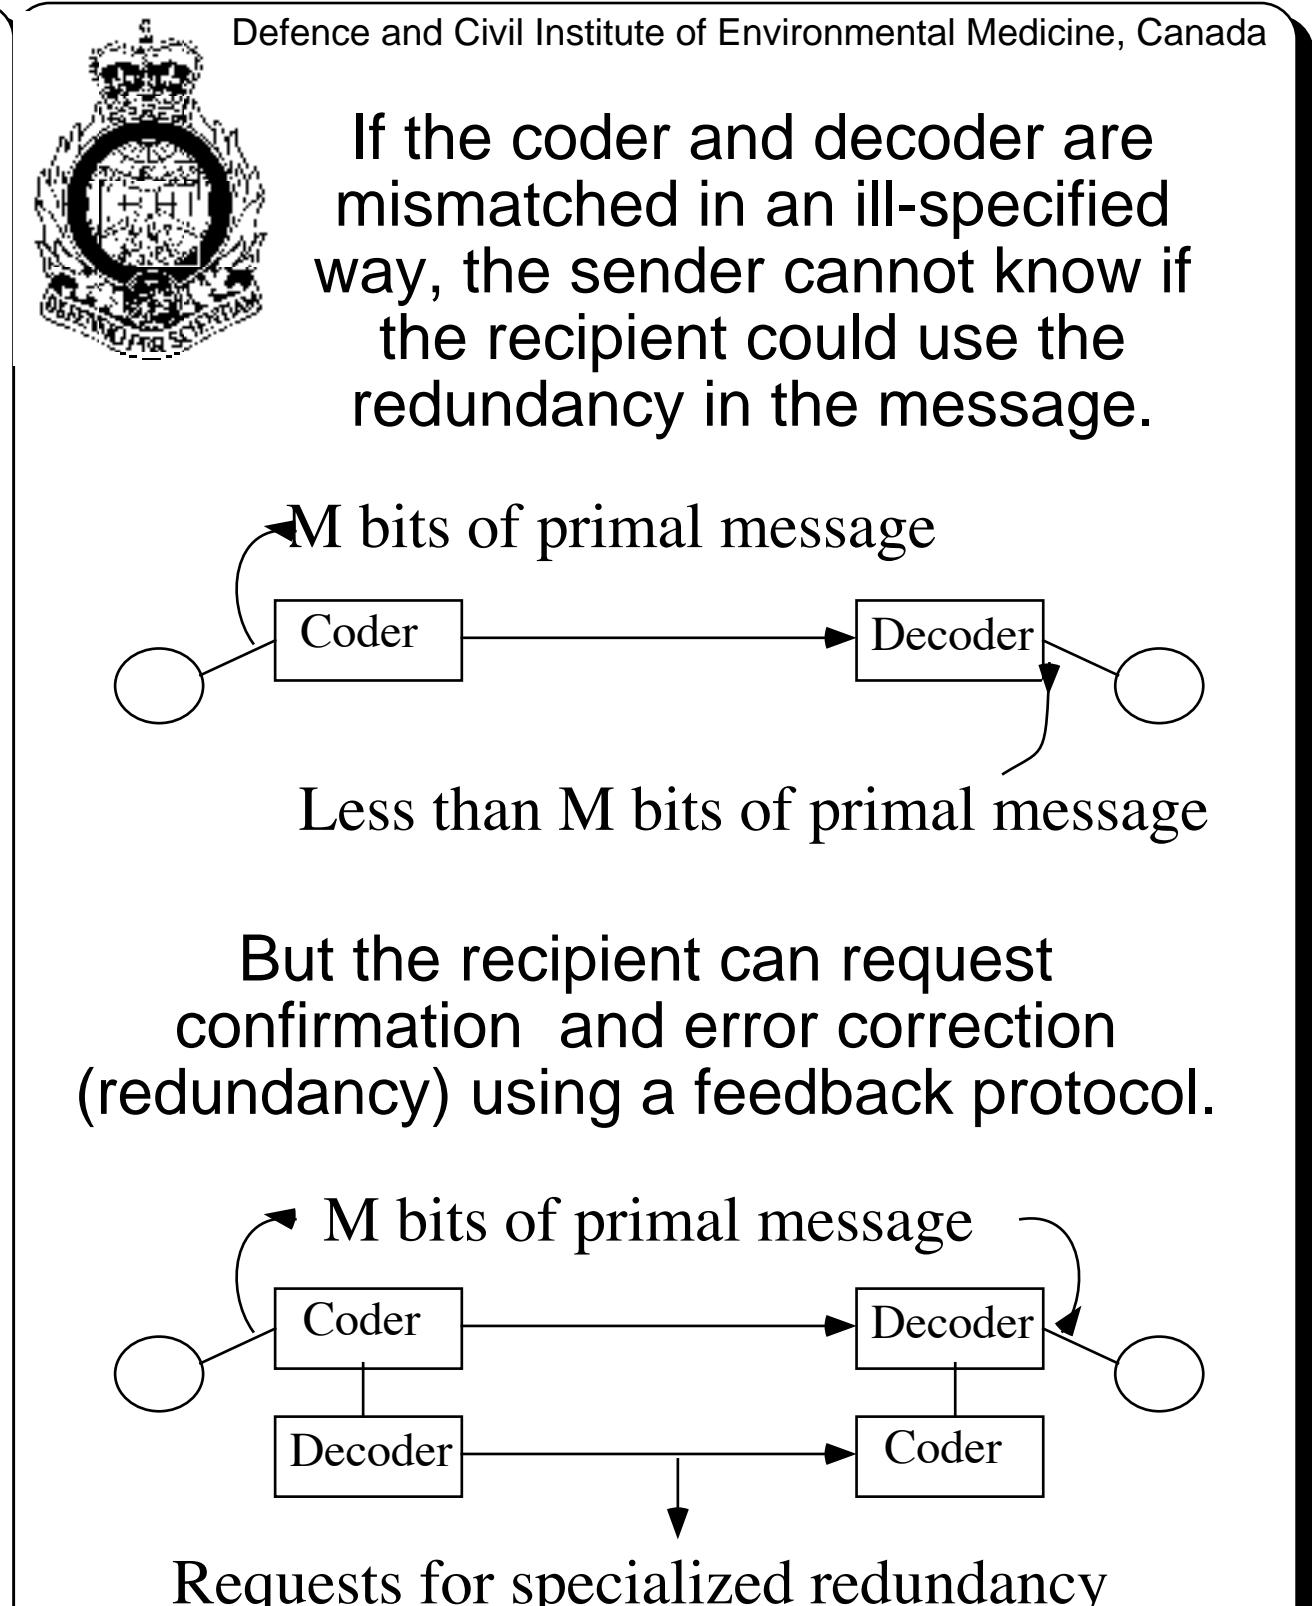 Defence and Civil Institute of Environmental Medicine, Canada
If the coder and decoder are
mismatched in an ill-specified
way, the sender cannot know if
the recipient could use the
redundancy in the message.
DEFENDO PER SCIENTIAM
M bits of primal message
Coder
Decoder
Less than M bits of primal message
But the recipient can request
confirmation and error correction
(redundancy) using a feedback protocol.
M bits of primal message
Coder
Decoder
Decoder
Coder
Requests for specialized redundancy